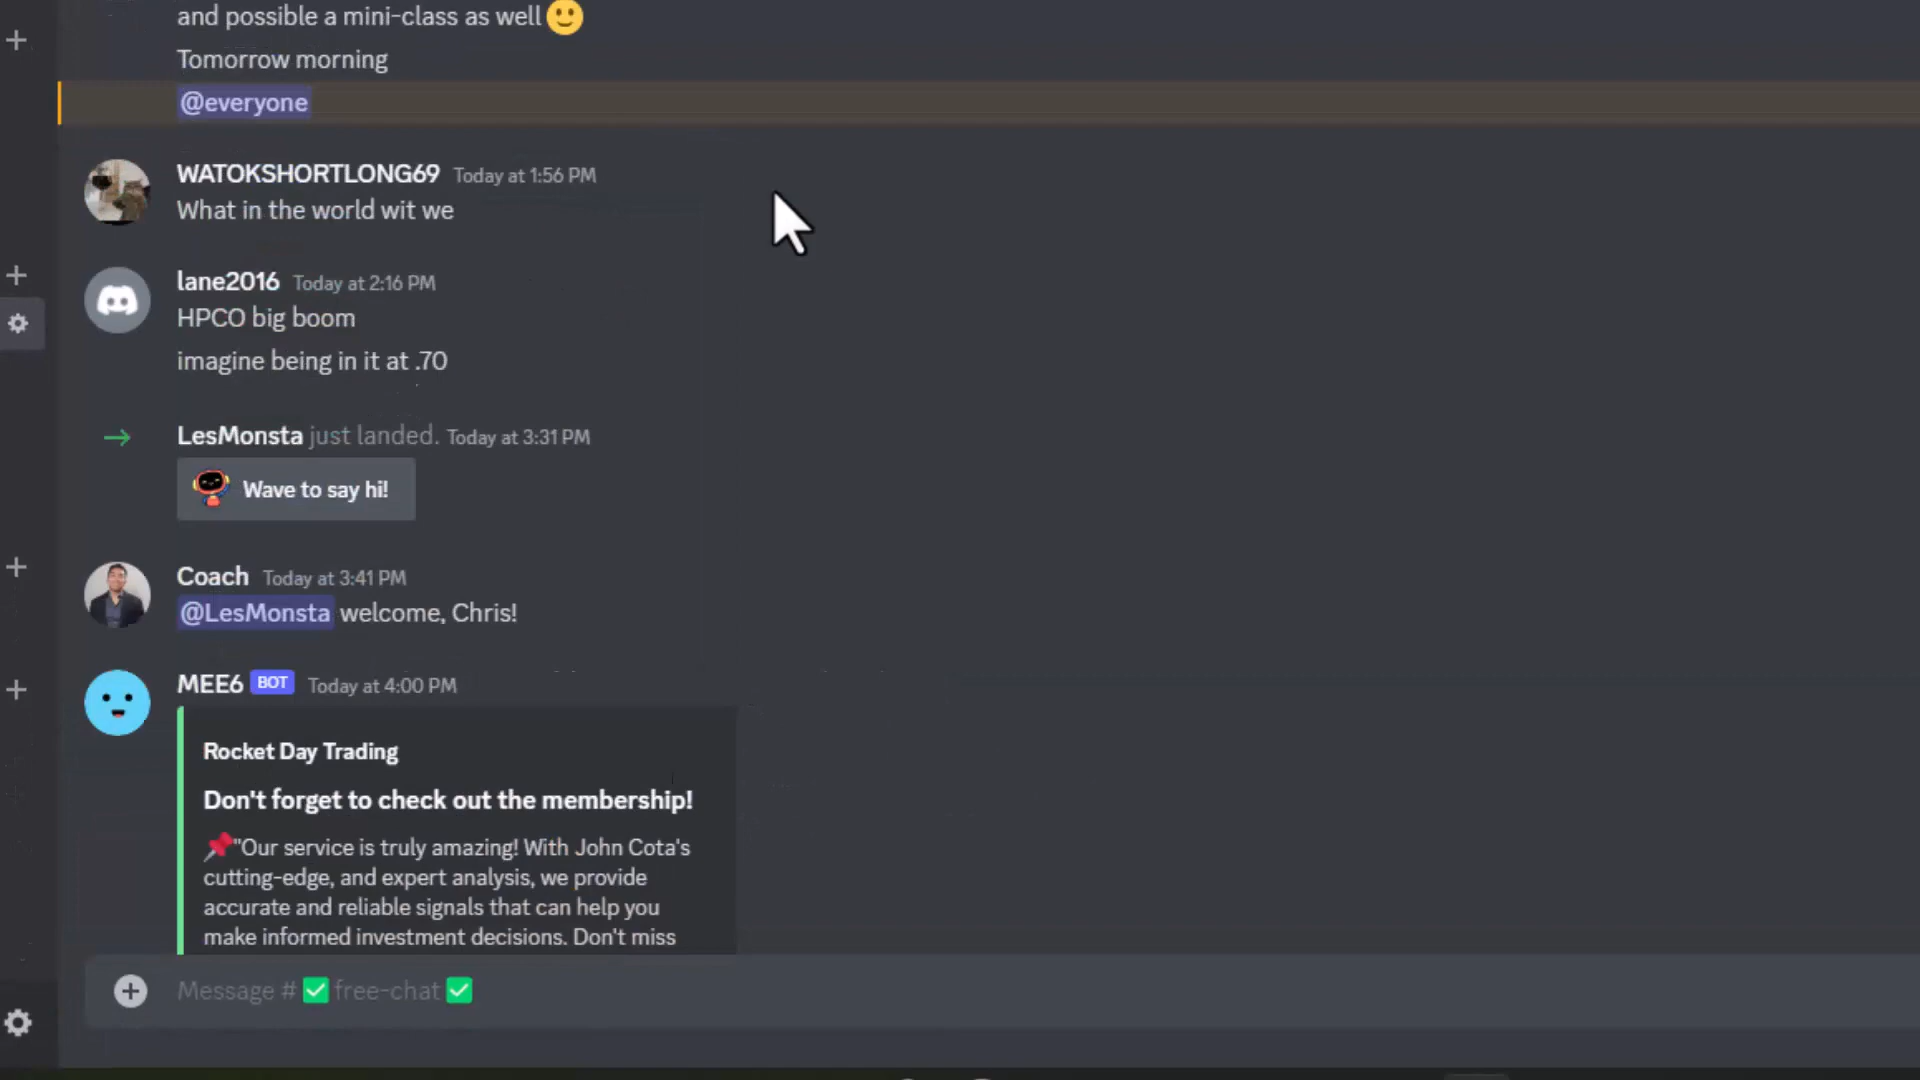 and possible a mini-class as well🙂
Tomorrow morning
@everyone
WATOKSHORTLONG69 Today at 1:56 PM
What in the world wit we
lane2016 Today at 2:16 PM
HPCO big boom
imagine being in it at .70
LesMonsta just landed. Today at 3:31 PM
Wave to say hi!
Coach Today at 3:41 PM
@LesMonsta welcome, Chris!
MEE6 BOT Today at 4:00 PM
Rocket Day Trading
Don't forget to check out the membership!
📌"Our service is truly amazing! With John Cota's
cutting-edge, and expert analysis, we provide
accurate and reliable signals that can help you
make informed investment decisions. Don't miss
Message # ✅ free-chat ✅